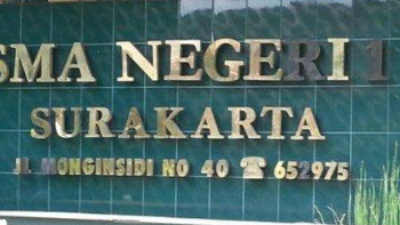 SMA NEGERI 1
SURAKARTA
JL MONGINSIDI NO 40 ☎ 652975